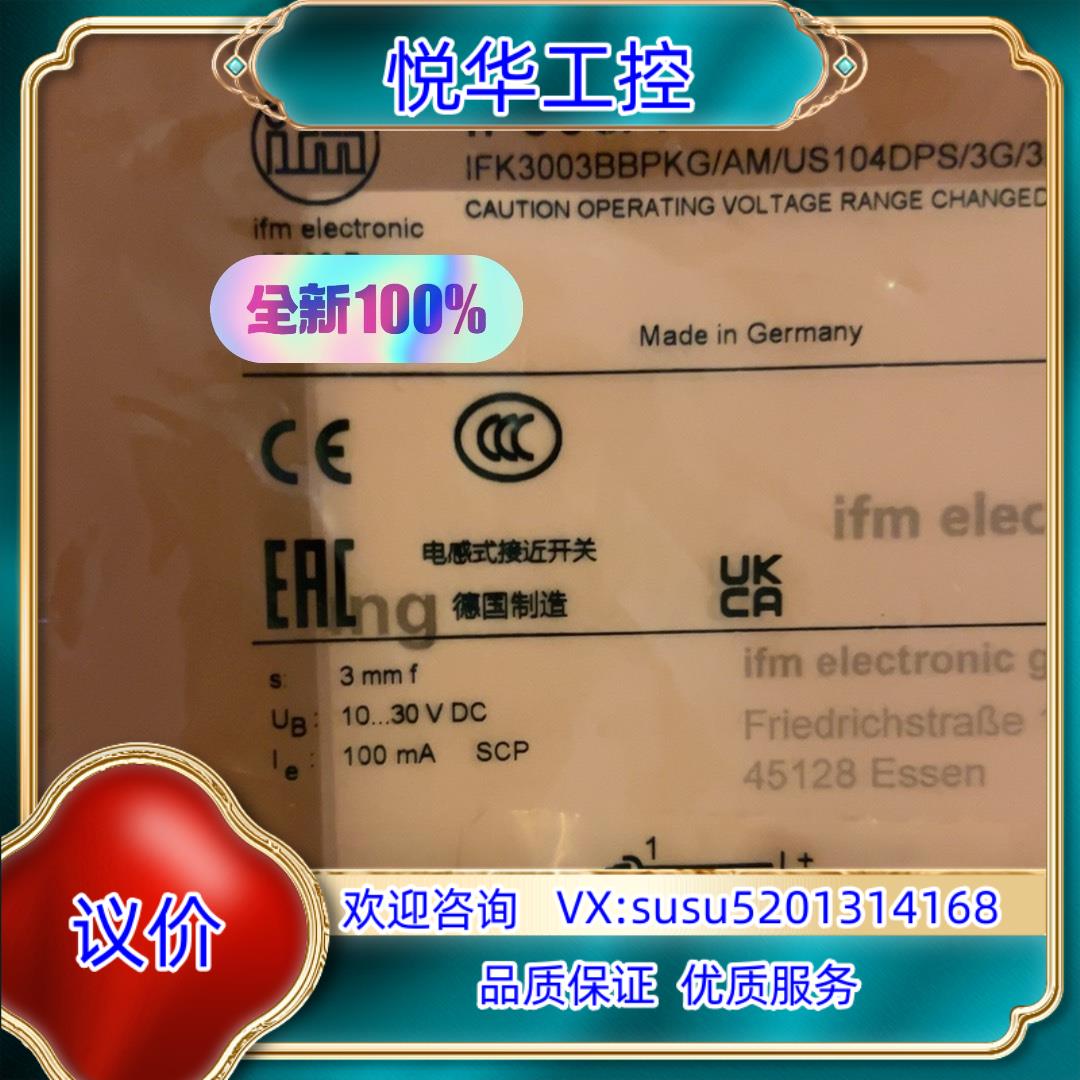 悦华工控
ifm
IFK3003BBPKG/AM/US104DPS/3G/3
CAUTION OPERATING VOLTAGE RANGE CHANGED
ifm electronic
全新100%
Made in Germany
CE
CCC
ifm elec
电感式接近开关
EAC
ng
德国制造
UK
CA
s: 3 mm f
ifm electronic g
UB: 10...30 V DC
Friedrichstraße 1
Ie: 100 mA SCP
45128 Essen
1
L+
议价
欢迎咨询 VX:susu5201314168
品质保证 优质服务